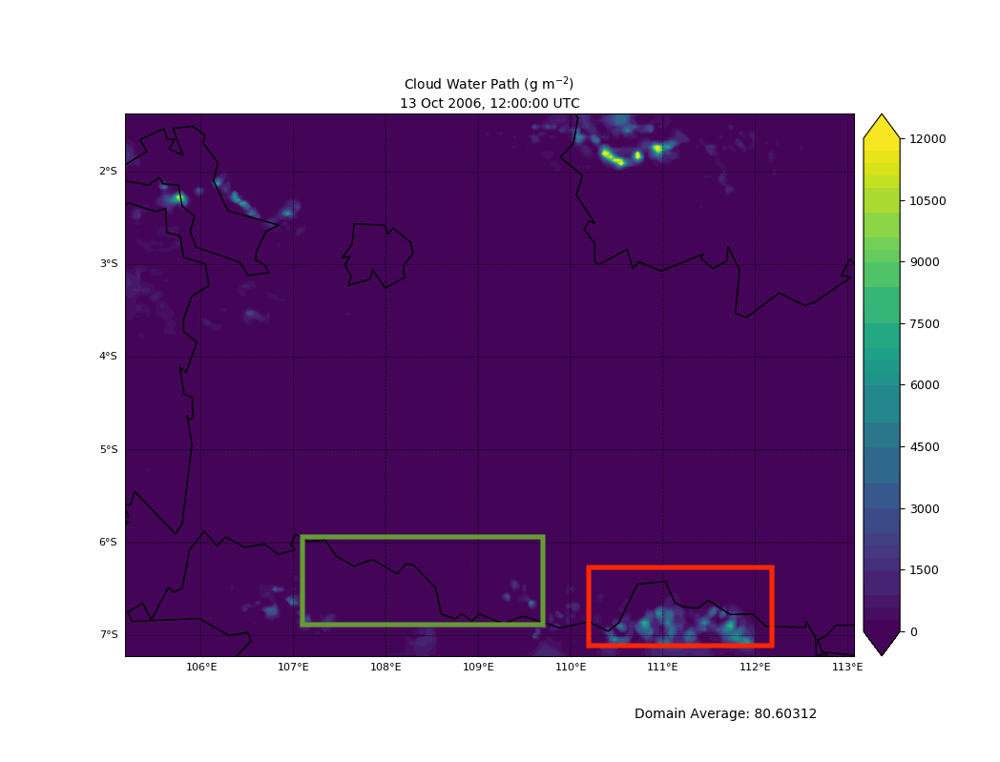 Cloud Water Path (g m⁻²)
13 Oct 2006, 12:00:00 UTC
2°S
3°S
4°S
5°S
6°S
7°S
106°E
107°E
108°E
109°E
110°E
111°E
112°E
113°E
12000
10500
9000
7500
6000
4500
3000
1500
0
Domain Average: 80.60312